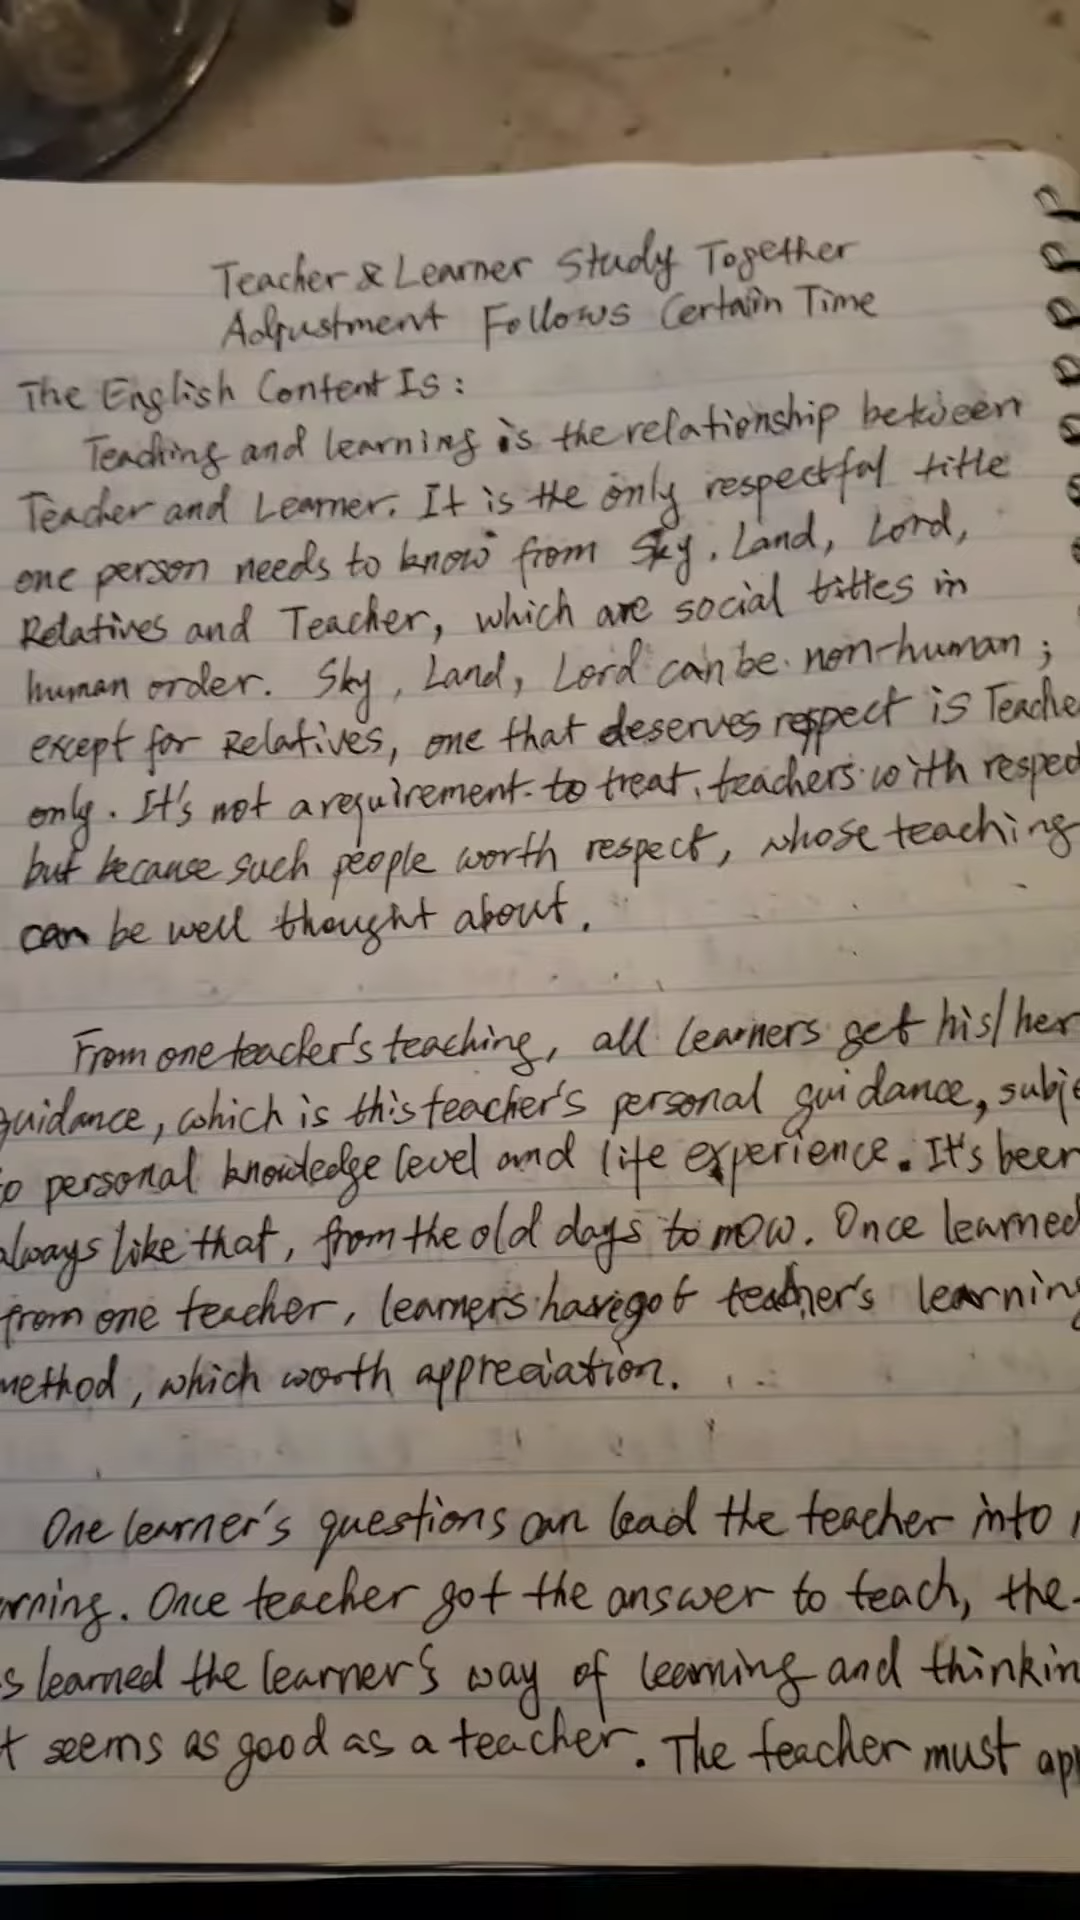 Teacher & Learner Study Together
Adjustment Follows Certain Time
The English Content Is:
Teaching and learning is the relationship between
Teacher and Learner. It is the only respectful title
one person needs to know from Sky, Land, Lord,
Relatives and Teacher, which are social titles in
human order. Sky, Land, Lord can be non-human;
except for Relatives, one that deserves respect is Teache
only. It's not a requirement to treat teachers with respec
but because such people worth respect, whose teaching
can be well thought about.
From one teacher's teaching, all learners get his/her
guidance, which is this teacher's personal guidance, subje
to personal knowledge level and life experience. It's been
always like that, from the old days to now. Once learned
from one teacher, learners have got teacher's learning
method, which worth appreciation.
One learner's questions can lead the teacher into
rning. Once teacher got the answer to teach, the
s learned the learner's way of learning and thinkin
t seems as good as a teacher. The teacher must app